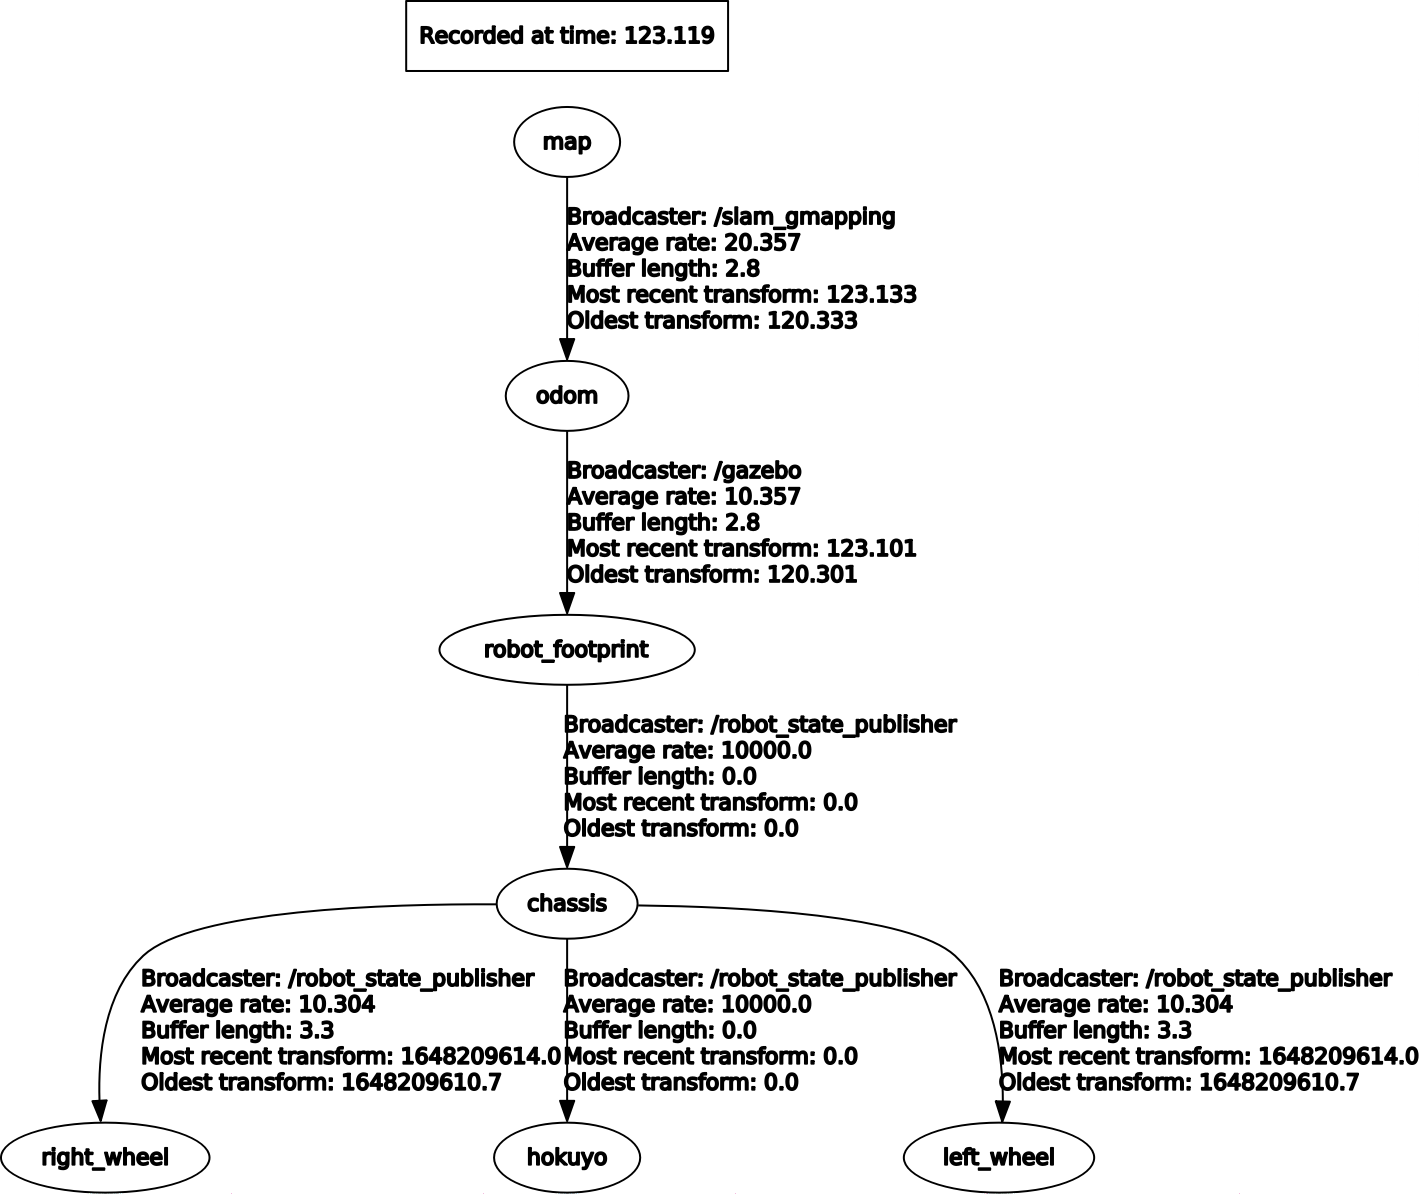 Recorded at time: 123.119
map
Broadcaster: /slam_gmapping
Average rate: 20.357
Buffer length: 2.8
Most recent transform: 123.133
Oldest transform: 120.333
odom
Broadcaster: /gazebo
Average rate: 10.357
Buffer length: 2.8
Most recent transform: 123.101
Oldest transform: 120.301
robot_footprint
Broadcaster: /robot_state_publisher
Average rate: 10000.0
Buffer length: 0.0
Most recent transform: 0.0
Oldest transform: 0.0
chassis
Broadcaster: /robot_state_publisher
Average rate: 10.304
Buffer length: 3.3
Most recent transform: 1648209614.0
Oldest transform: 1648209610.7
Broadcaster: /robot_state_publisher
Average rate: 10000.0
Buffer length: 0.0
Most recent transform: 0.0
Oldest transform: 0.0
Broadcaster: /robot_state_publisher
Average rate: 10.304
Buffer length: 3.3
Most recent transform: 1648209614.0
Oldest transform: 1648209610.7
right_wheel
hokuyo
left_wheel